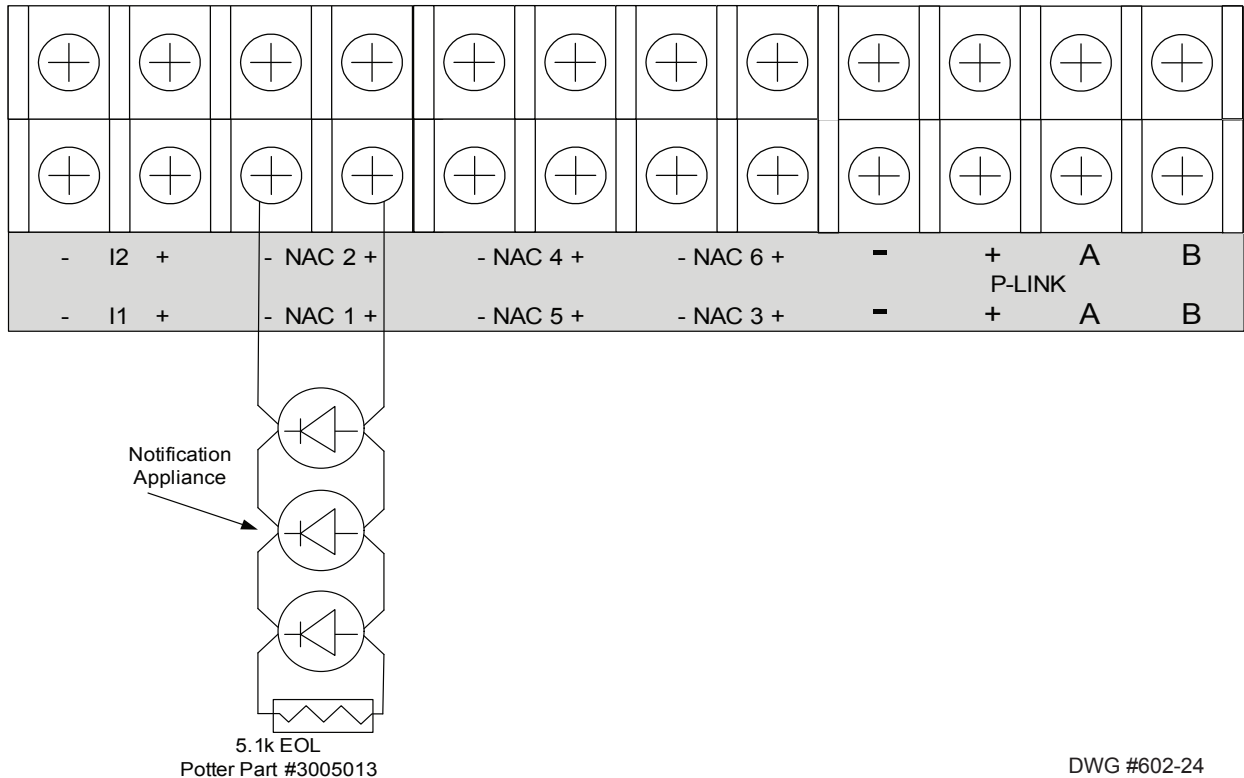 - I2 + - NAC 2 + - NAC 4 + - NAC 6 + - + A B
P-LINK
- I1 + - NAC 1 + - NAC 5 + - NAC 3 + - + A B
Notification
Appliance
5.1k EOL
Potter Part #3005013
DWG #602-24